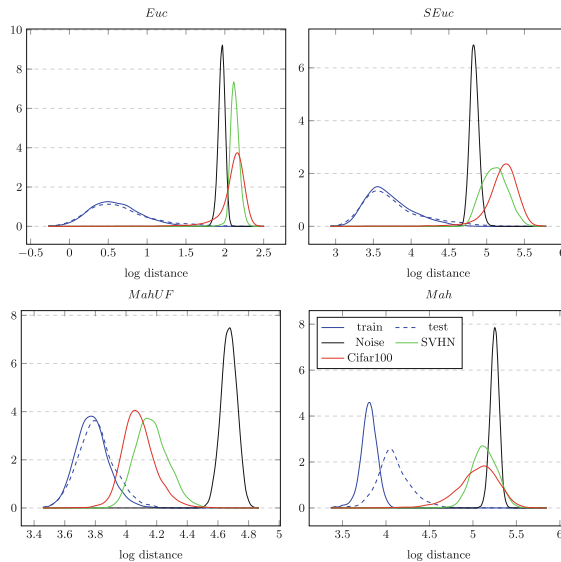 Euc
SEuc
10
8
6
4
2
0
−0.5 0 0.5 1 1.5 2 2.5
log distance
6
4
2
0
3 3.5 4 4.5 5 5.5 6
log distance
MahUF
Mah
8
6
4
2
0
3.4 3.6 3.8 4 4.2 4.4 4.6 4.8 5
log distance
train test
Noise SVHN
Cifar100
8
6
4
2
0
3.5 4 4.5 5 5.5 6
log distance